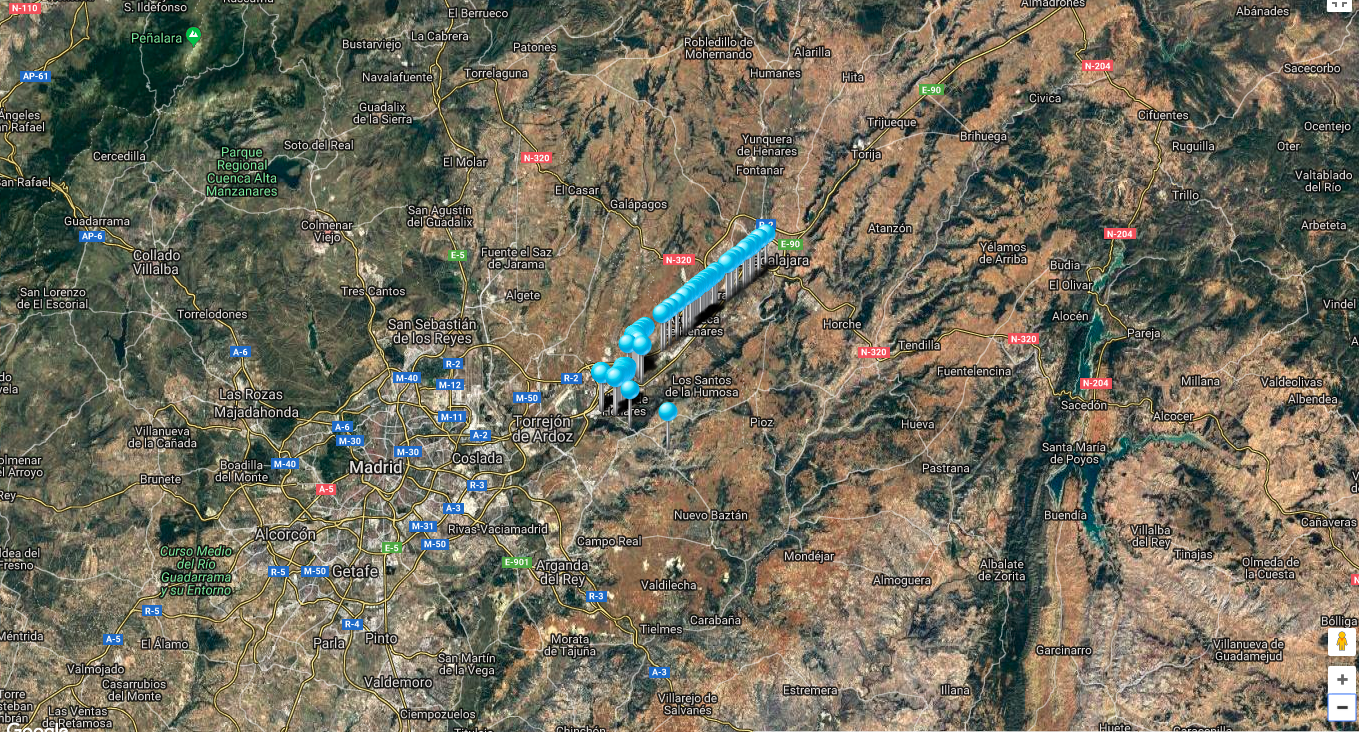 N-110
S. Ildefonso
El Berrueco
Almadrones
Abánades
La Cabrera
Peñalara
Bustarviejo
Patones
Robledillo de
Mohernando
Alarilla
AP-61
Navalafuente
Torrelaguna
Humanes
Hita
N-204
Sacecorbo
E-90
Civica
Guadalix
de la Sierra
Cifuentes
Ocentejo
Trijueque
Brihuega
Soto del Real
Yunquera
de Henares
Ruguilla
Oter
Parque
Regional
Cuenca Alta
Manzanares
Cercedilla
El Molar
N-320
Torija
Fontanar
Valtablado
del Río
San Rafael
El Casar
Galápagos
Trillo
Guadarrama
San Agustín
del Guadalix
Colmenar
Viejo
Atanzón
Arbeteta
AP-6
R-2
N-204
E-90
Collado
Villalba
E-5
Fuente el Saz
de Jarama
N-320
Yélamos
de Arriba
Budia
El Olivar
San Lorenzo
de El Escorial
Tres Cantos
Algete
Torrelodones
Alocén
San Sebastián
de los Reyes
Horche
Pareja
A-6
N-320
Tendilla
N-320
R-2
M-40
M-12
R-2
Los Santos
de la Humosa
Fuentelencina
N-204
Millana
Valdeolivas
Albendea
Las Rozas
M-50
Sacedón
Majadahonda
M-11
Alcocer
Torrejón
de Ardoz
Pioz
Hueva
Villanueva
de la Cañada
A-6
M-30
A-2
M-30
Coslada
Santa María
de Poyos
Boadilla
del Monte
M-40
Madrid
Pastrana
Brunete
A-5
R-3
A-3
Nuevo Baztán
Buendía
M-31
Rivas-Vaciamadrid
Cañaveras
Alcorcón
M-50
E-5
Campo Real
Villalba
del Rey
Curso Medio
del Río
Guadarrama
y su Entorno
Mondéjar
Tinajas
E-901
Arganda
del Rey
Albalate
de Zorita
Olmeda de
la Cuesta
R-5
M-50
Getafe
Valdilecha
Almoguera
R-3
R-5
R-4
Carabaña
Tielmes
A-5
El Álamo
Parla
Pinto
Morata
de Tajuña
Garcinarro
Villanueva de
Guadamejud
San Martín
de la Vega
Valmojado
A-3
Valdemoro
Casarrubios
del Monte
Estremera
Illana
Villarejo de
Salvanés
Las Ventas
de Retamosa
Ciempozuelos
Chinchón
Huete
Google